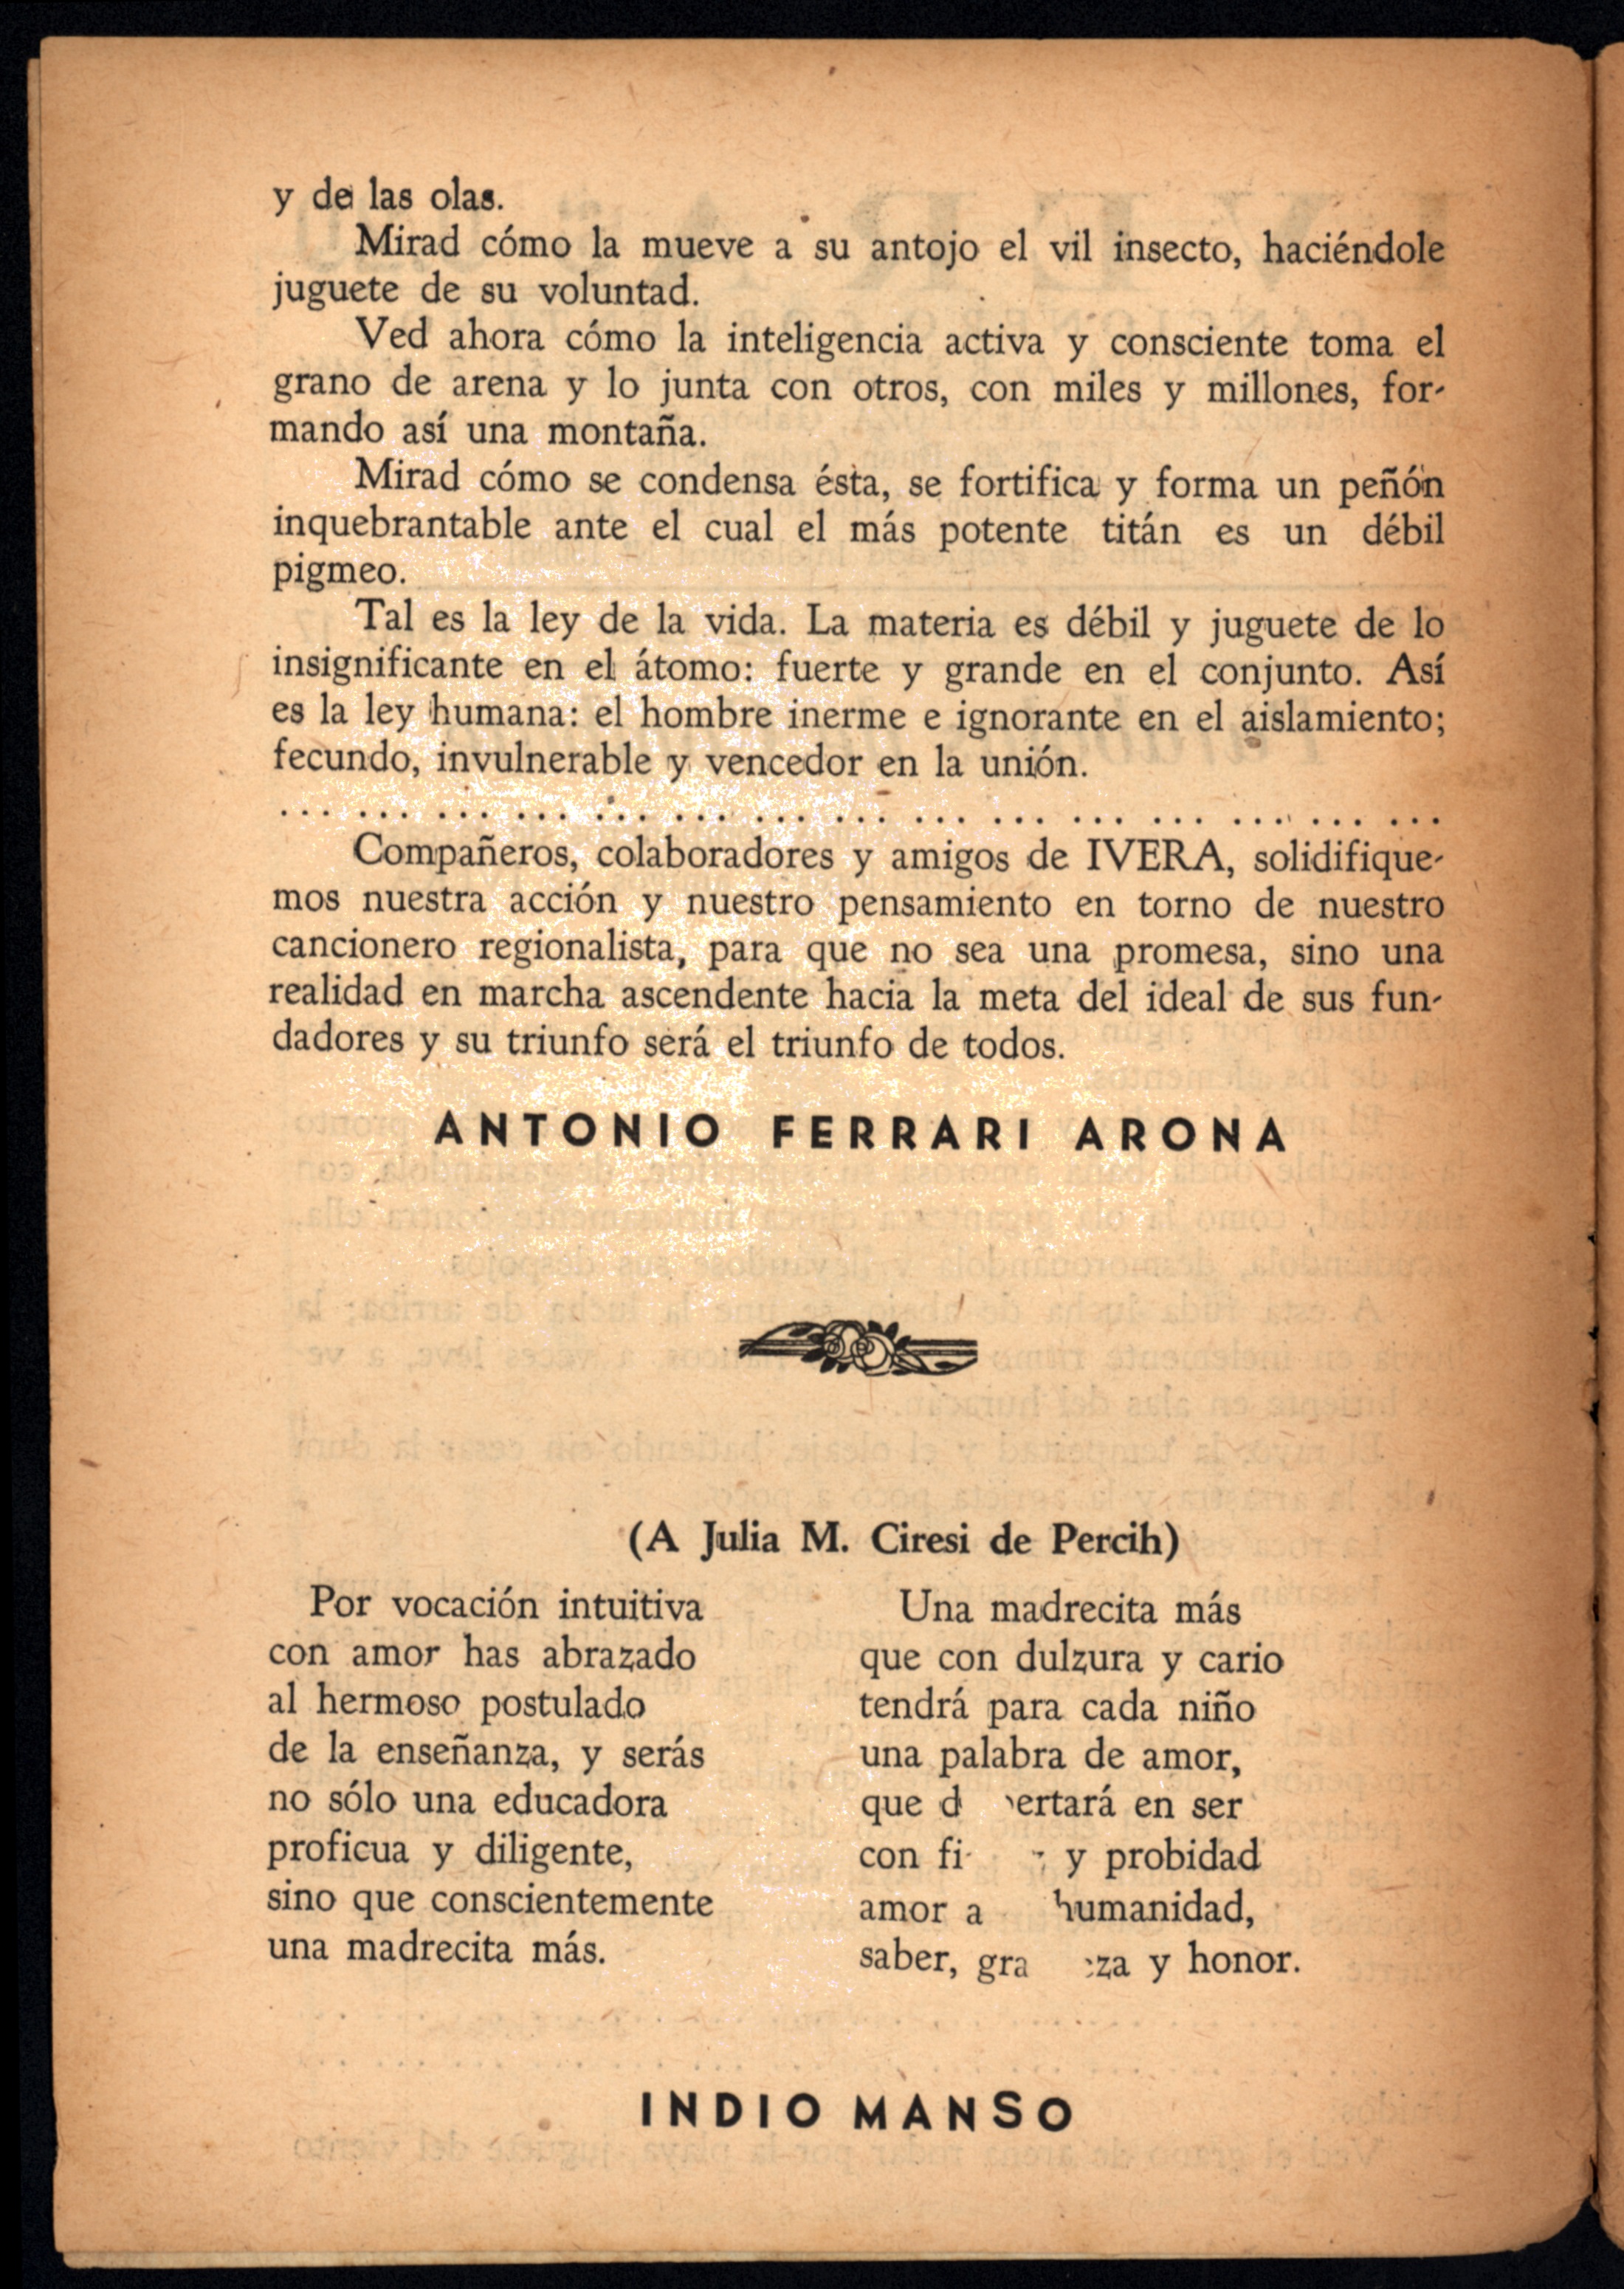 y de las olas.
Mirad cómo la mueve a su antojo el vil insecto, haciéndole
juguete de su voluntad.
Ved ahora cómo la inteligencia activa y consciente toma el
grano de arena y lo junta con otros, con miles y millones, for-
mando así una montaña.
Mirad cómo se condensa ésta, se fortifica y forma un peñón
inquebrantable ante el cual el más potente titán es un débil
pigmeo.
Tal es la ley de la vida. La materia es débil y juguete de lo
insignificante en el átomo: fuerte y grande en el conjunto. Así
es la ley humana: el hombre inerme e ignorante en el aislamiento;
fecundo, invulnerable y vencedor en la unión.
... ... ... ... ... ... ... ... ... ... ... ... ... ... ...
Compañeros, colaboradores y amigos de IVERA, solidifique-
mos nuestra acción y nuestro pensamiento en torno de nuestro
cancionero regionalista, para que no sea una promesa, sino una
realidad en marcha ascendente hacia la meta del ideal de sus fun-
dadores y su triunfo será el triunfo de todos.
ANTONIO FERRARI ARONA
(A Julia M. Ciresi de Percih)
Por vocación intuitiva
con amor has abrazado
al hermoso postulado
de la enseñanza, y serás
no sólo una educadora
proficua y diligente,
sino que conscientemente
una madrecita más.
Una madrecita más
que con dulzura y cario
tendrá para cada niño
una palabra de amor,
que en ser
con y probidad
amor a humanidad,
saber, y honor.
INDIO MANSO